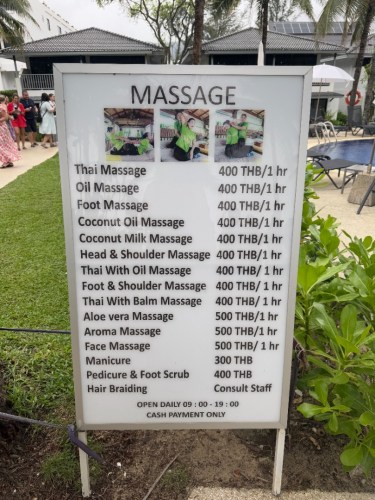 MASSAGE
Thai Massage 400 THB/1 hr
Oil Massage 400 THB/1 hr
Foot Massage 400 THB/1 hr
Coconut Oil Massage 400 THB/1 hr
Coconut Milk Massage 400 THB/1 hr
Head & Shoulder Massage 400 THB/1 hr
Thai With Oil Massage 400 THB/ 1 hr
Foot & Shoulder Massage 400 THB/ 1 hr
Thai With Balm Massage 400 THB/ 1 hr
Aloe vera Massage 500 THB/ 1 hr
Aroma Massage 500 THB/ 1 hr
Face Massage 500 THB/ 1 hr
Manicure 300 THB
Pedicure & Foot Scrub 400 THB
Hair Braiding Consult Staff
OPEN DAILY 09 : 00 - 19 : 00
CASH PAYMENT ONLY